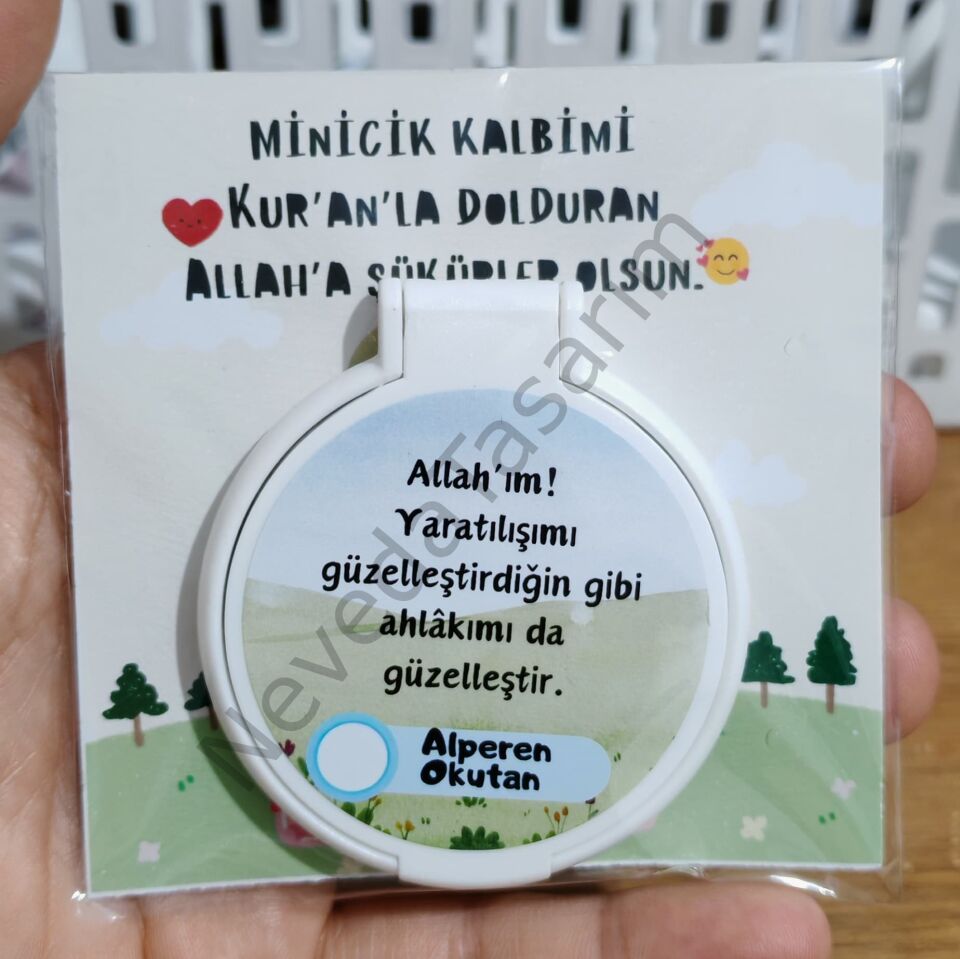 MİNİCİK KALBİMİ
KUR'AN'LA DOLDURAN
ALLAH'A ŞÜKÜRLER OLSUN.
Allah'ım!
Yaratılışımı
güzelleştirdiğin gibi
ahlâkımı da
güzelleştir.
Alperen
Okutan
Neveda Tasarım